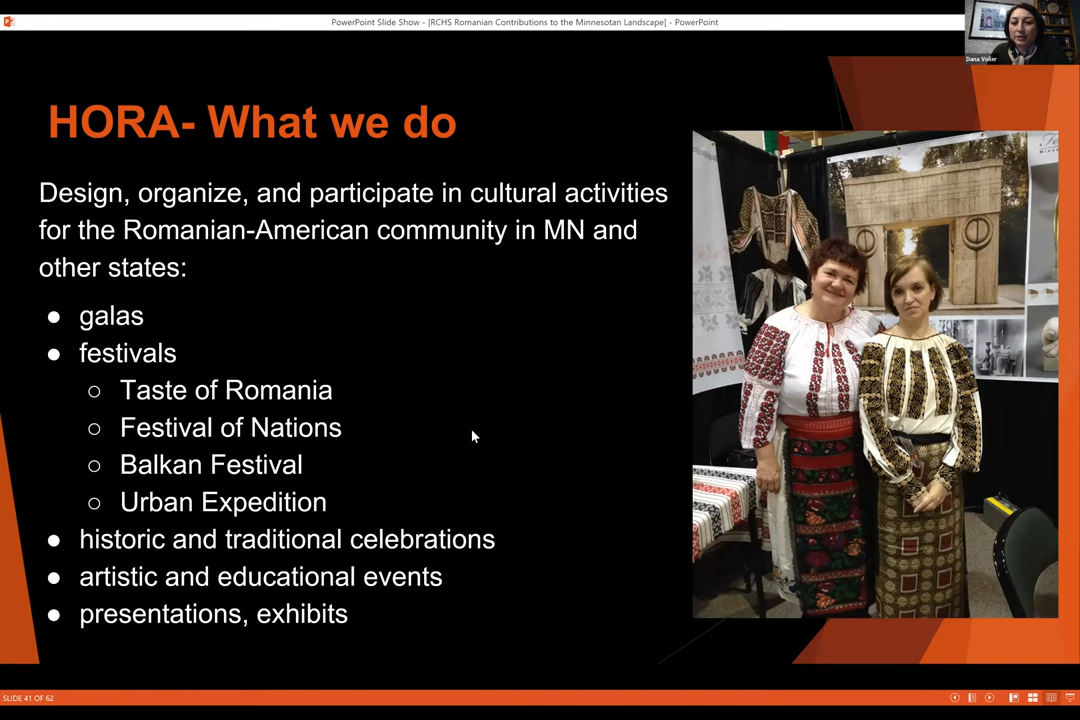 PowerPoint Slide Show - [RCHS Romanian Contributions to the Minnesotan Landscape] - PowerPoint
Dana Voller
HORA- What we do
Design, organize, and participate in cultural activities
for the Romanian-American community in MN and
other states:
● galas
● festivals
○ Taste of Romania
○ Festival of Nations
○ Balkan Festival
○ Urban Expedition
● historic and traditional celebrations
● artistic and educational events
● presentations, exhibits
SLIDE 41 OF 62